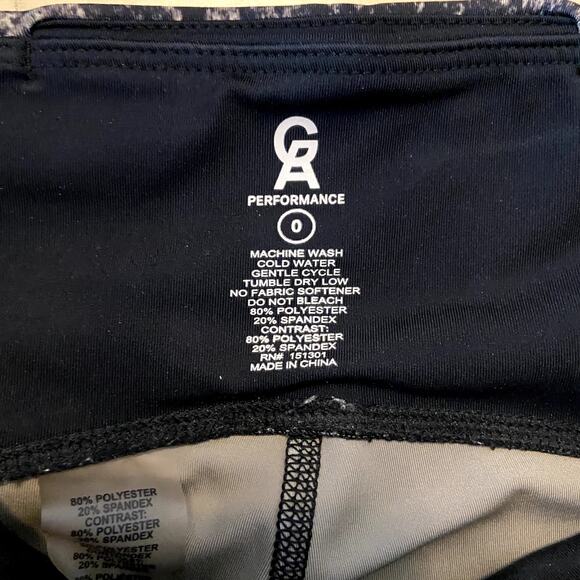 GA
PERFORMANCE
0
MACHINE WASH
COLD WATER
GENTLE CYCLE
TUMBLE DRY LOW
NO FABRIC SOFTENER
DO NOT BLEACH
80% POLYESTER
20% SPANDEX
CONTRAST:
80% POLYESTER
20% SPANDEX
RN# 151301
MADE IN CHINA
80% POLYESTER
20% SPANDEX
CONTRAST:
80% POLYESTER
SPANDEX
80%